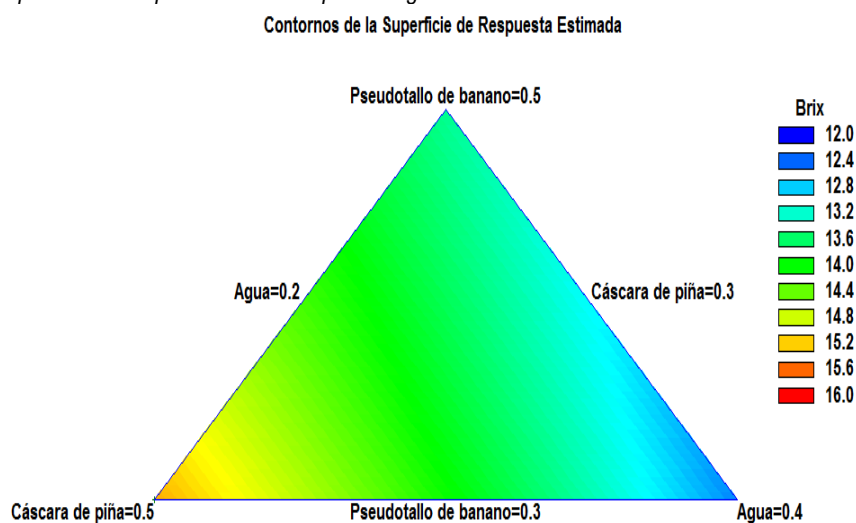 Contornos de la Superficie de Respuesta Estimada
Pseudotallo de banano=0.5
Agua=0.2
Cáscara de piña=0.3
Cáscara de piña=0.5
Pseudotallo de banano=0.3
Agua=0.4
Brix
12.0
12.4
12.8
13.2
13.6
14.0
14.4
14.8
15.2
15.6
16.0